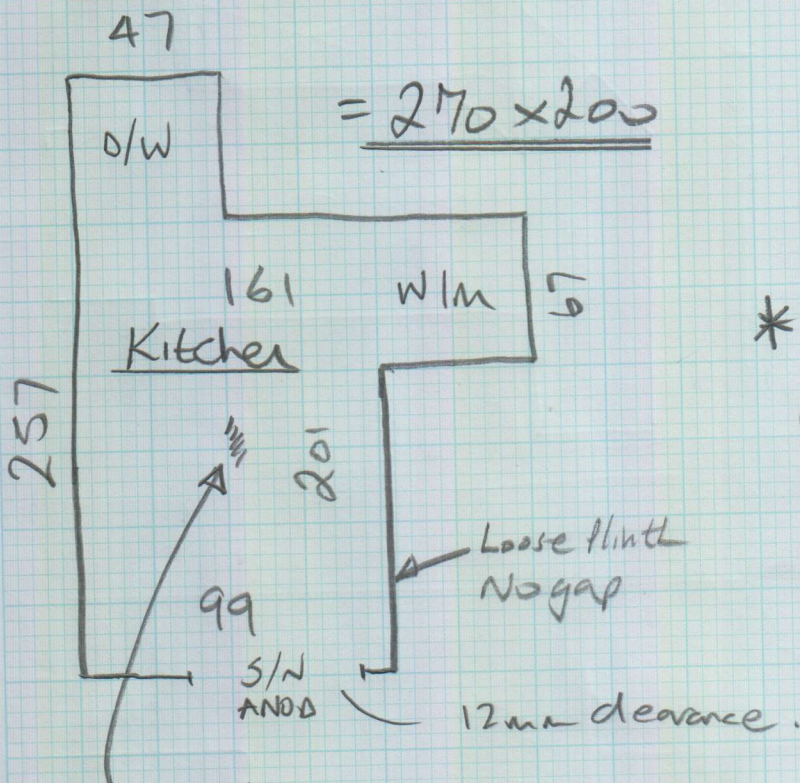 47
= 270 x 200
D/W
161
W/M
67
*
Kitchen
257
201
Loose Plinth
No gap
99
S/N
ANOD
12mm clearance.